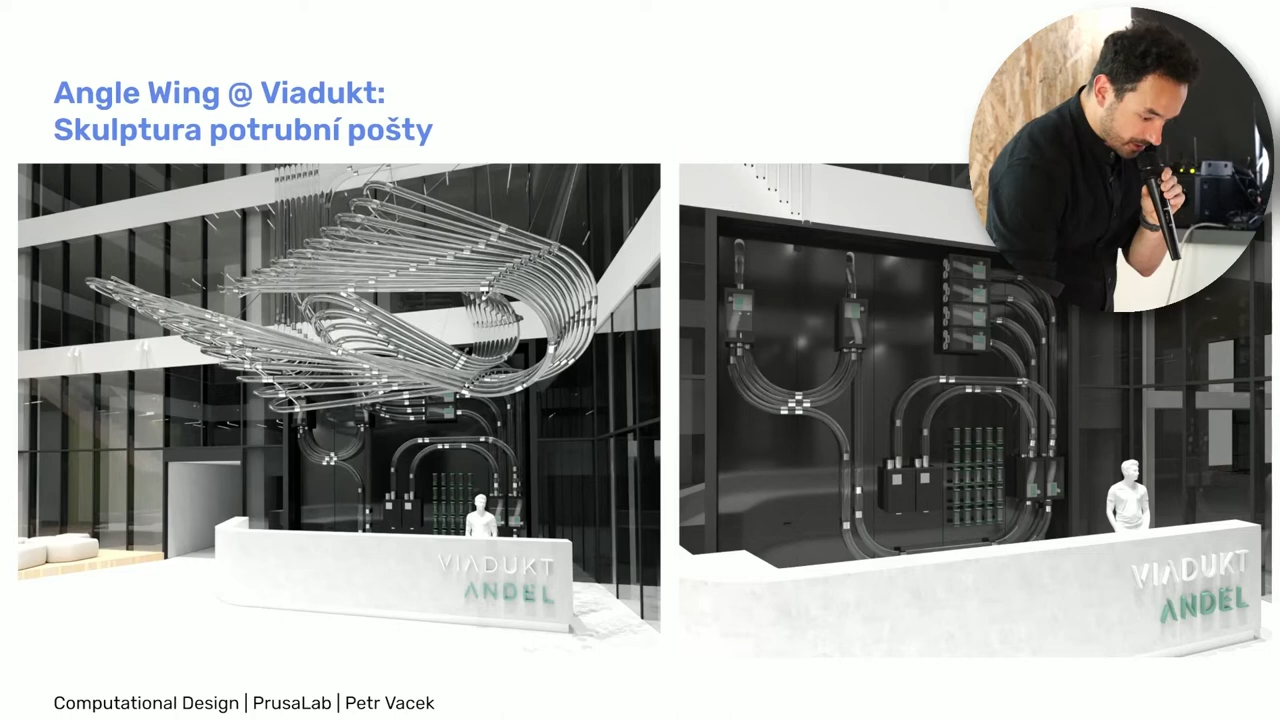 Angle Wing @ Viadukt:
Skulptura potrubní pošty
VIADUKT
ANDEL
VIADUKT
ANDEL
Computational Design | PrusaLab | Petr Vacek